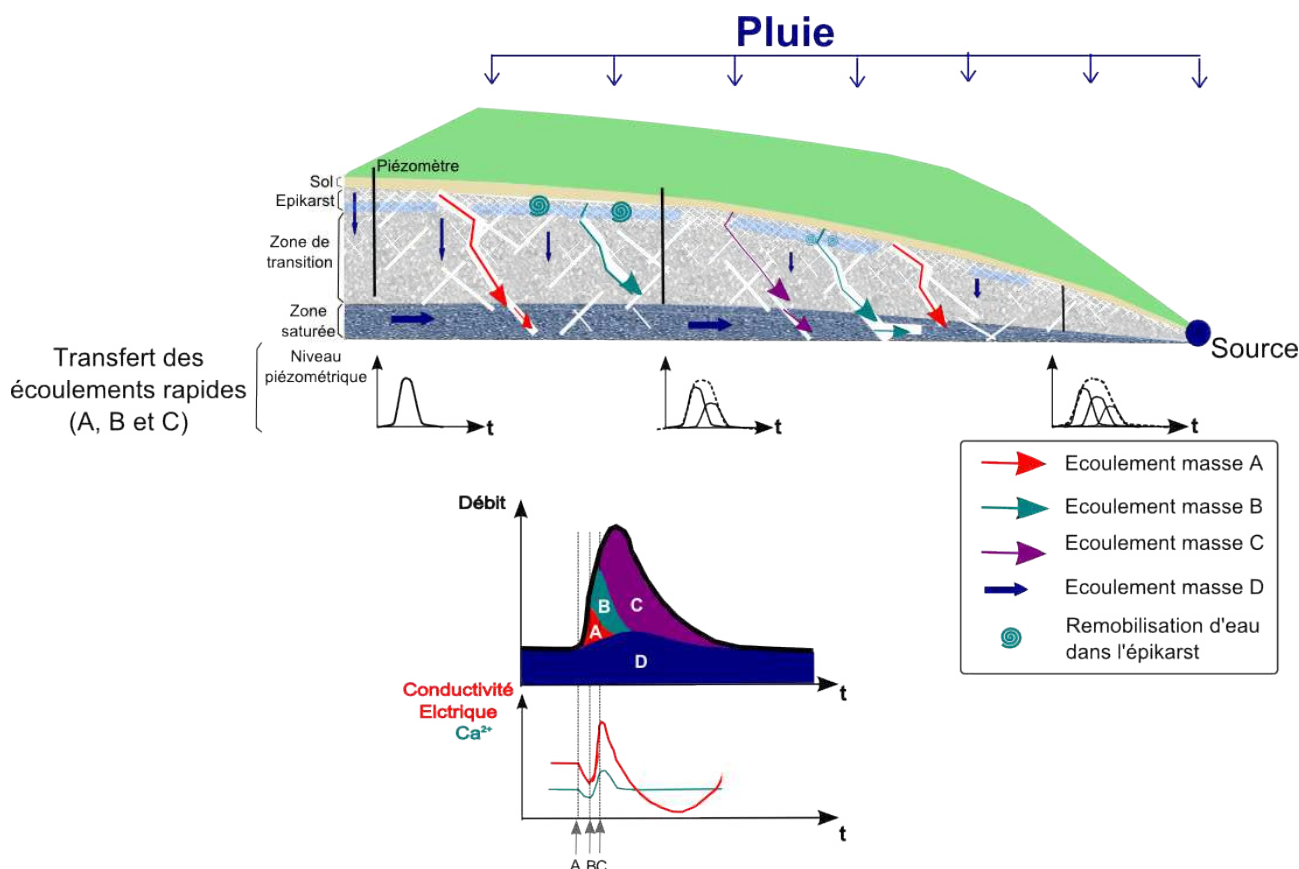 Pluie
Piézomètre
Sol
Epikarst
Zone de
transition
Zone
saturée
Source
Transfert des
écoulements rapides
(A, B et C)
Niveau
piézométrique
t
t
t
Ecoulement masse A
Ecoulement masse B
Ecoulement masse C
Ecoulement masse D
Remobilisation d'eau
dans l'épikarst
Débit
B
C
A
D
t
Conductivité
Elctrique
Ca²⁺
t
A BC